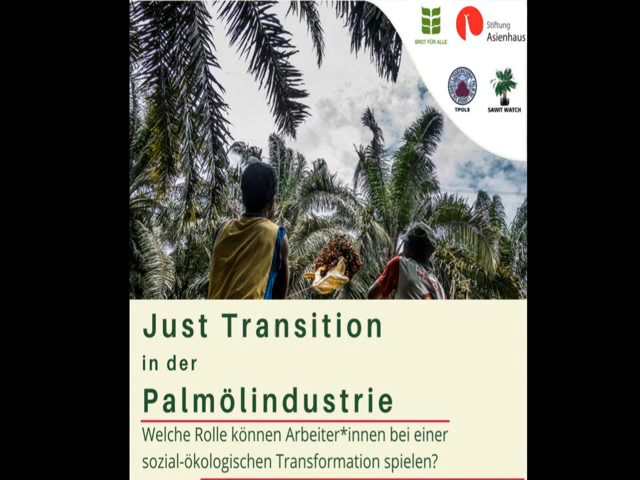 BROT FÜR ALLE
Stiftung
Asienhaus
TPOLS
SAWIT WATCH
Just Transition
in der
Palmölindustrie
Welche Rolle können Arbeiter*innen bei einer
sozial-ökologischen Transformation spielen?